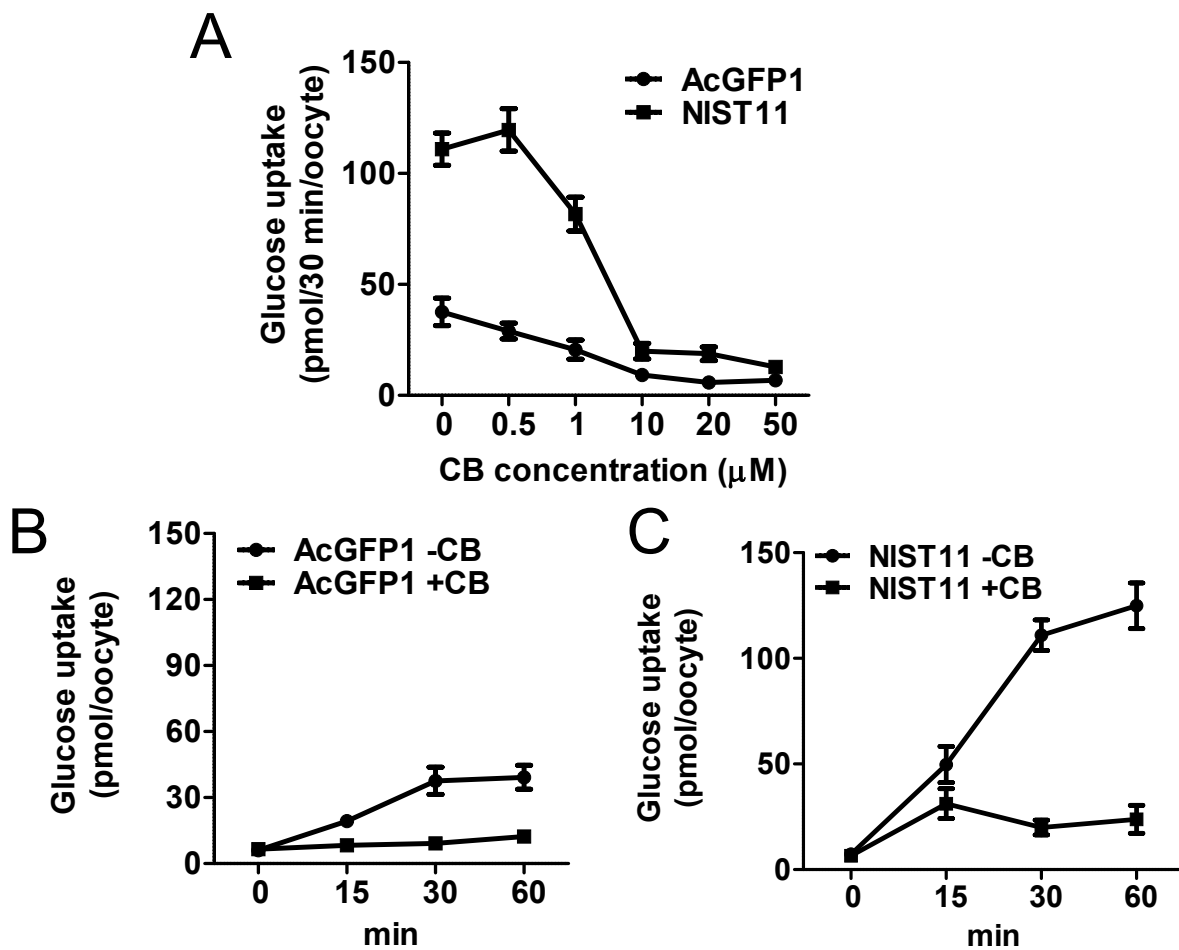 A
Glucose uptake
(pmol/30 min/oocyte)
150
100
50
0
AcGFP1
NIST11
0 0.5 1 10 20 50
CB concentration (μM)
B
Glucose uptake
(pmol/oocyte)
150
120
90
60
30
0
AcGFP1 -CB
AcGFP1 +CB
0 15 30 60
min
C
Glucose uptake
(pmol/oocyte)
150
100
50
0
NIST11 -CB
NIST11 +CB
0 15 30 60
min